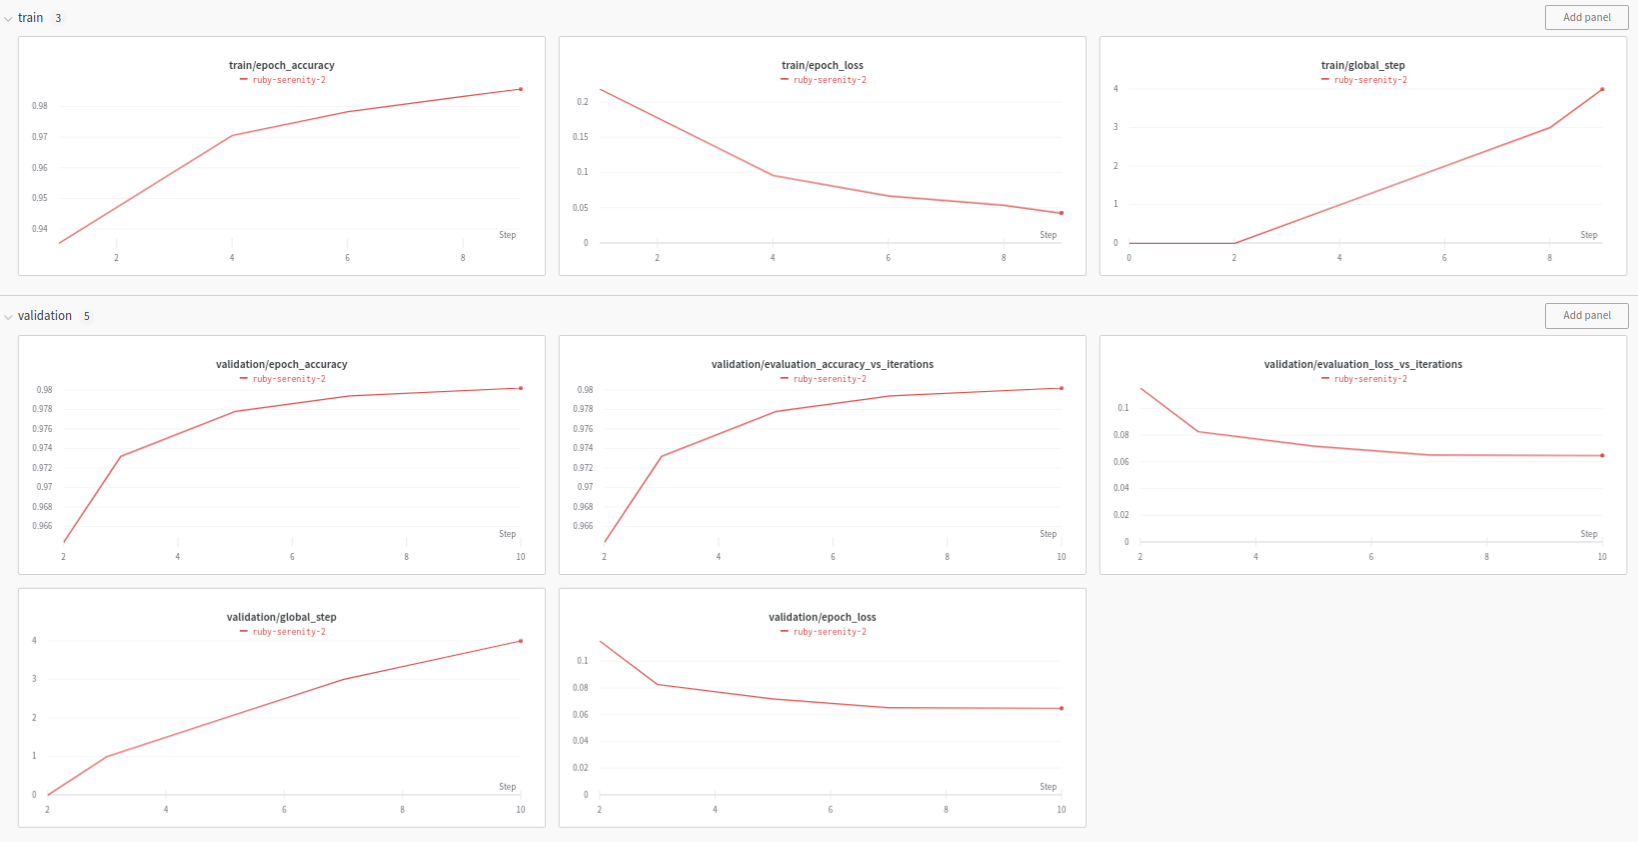 train 3
Add panel
train/epoch_accuracy
ruby-serenity-2
0.98
0.97
0.96
0.95
0.94
Step
2 4 6 8
train/epoch_loss
ruby-serenity-2
0.2
0.15
0.1
0.05
0
Step
2 4 6 8
train/global_step
ruby-serenity-2
4
3
2
1
0
Step
0 2 4 6 8
validation 5
Add panel
validation/epoch_accuracy
ruby-serenity-2
0.98
0.978
0.976
0.974
0.972
0.97
0.968
0.966
Step
2 4 6 8 10
validation/evaluation_accuracy_vs_iterations
ruby-serenity-2
0.98
0.978
0.976
0.974
0.972
0.97
0.968
0.966
Step
2 4 6 8 10
validation/evaluation_loss_vs_iterations
ruby-serenity-2
0.1
0.08
0.06
0.04
0.02
0
Step
2 4 6 8 10
validation/global_step
ruby-serenity-2
4
3
2
1
0
Step
2 4 6 8 10
validation/epoch_loss
ruby-serenity-2
0.1
0.08
0.06
0.04
0.02
0
Step
2 4 6 8 10